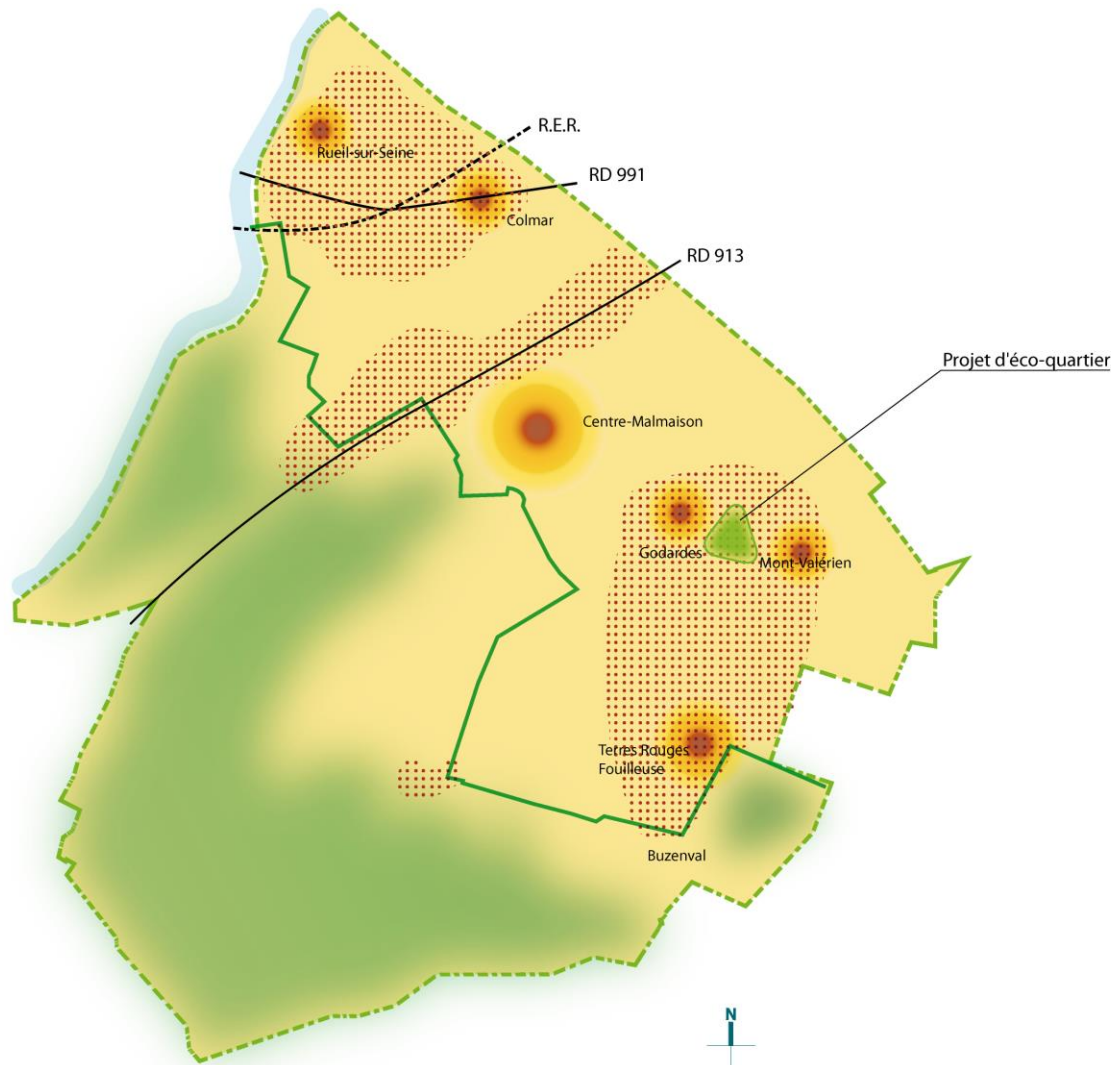 R.E.R.
Rueil-sur-Seine
RD 991
Colmar
RD 913
Projet d'éco-quartier
Centre-Malmaison
Godardes
Mont-Valérien
Terres Rouges
Fouilleuse
Buzenval
N